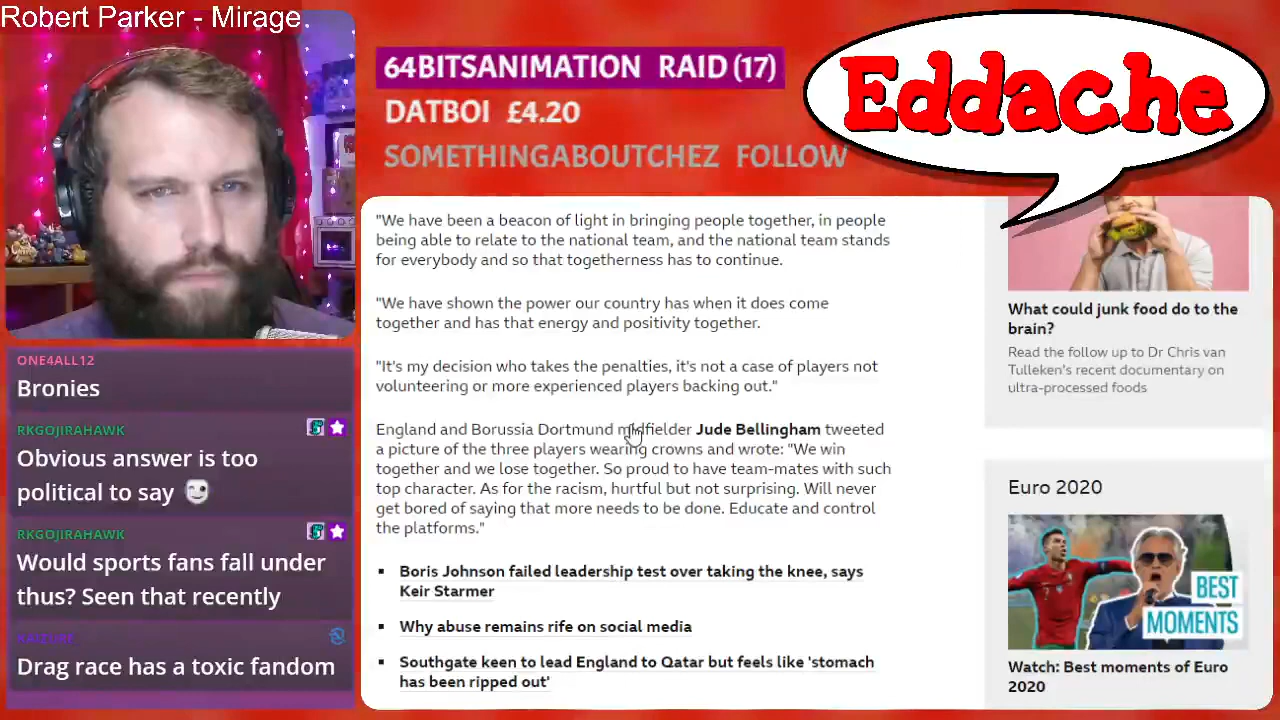 Robert Parker - Mirage.
64BITSANIMATION RAID (17)
DATBOI £4.20
SOMETHINGABOUTCHEZ FOLLOW
Eddache
ONE4ALL12
Bronies
RKGOJIRAHAWK
Obvious answer is too
political to say
RKGOJIRAHAWK
Would sports fans fall under
thus? Seen that recently
Drag race has a toxic fandom
"We have been a beacon of light in bringing people together, in people
being able to relate to the national team, and the national team stands
for everybody and so that togetherness has to continue.
"We have shown the power our country has when it does come
together and has that energy and positivity together.
"It's my decision who takes the penalties, it's not a case of players not
volunteering or more experienced players backing out."
England and Borussia Dortmund midfielder Jude Bellingham tweeted
a picture of the three players wearing crowns and wrote: "We win
together and we lose together. So proud to have team-mates with such
top character. As for the racism, hurtful but not surprising. Will never
get bored of saying that more needs to be done. Educate and control
the platforms."
Boris Johnson failed leadership test over taking the knee, says
Keir Starmer
Why abuse remains rife on social media
Southgate keen to lead England to Qatar but feels like 'stomach
has been ripped out'
What could junk food do to the
brain?
Read the follow up to Dr Chris van
Tulleken's recent documentary on
ultra-processed foods
Euro 2020
BEST
MOMENTS
Watch: Best moments of Euro
2020